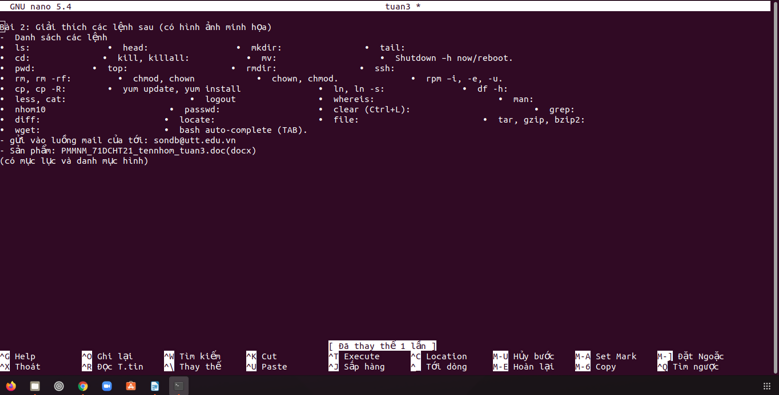 GNU nano 5.4 tuan3 *
Bài 2: Giải thích các lệnh sau (có hình ảnh minh họa)
- Danh sách các lệnh
• ls: • head: • mkdir: • tail:
• cd: • kill, killall: • mv: • Shutdown –h now/reboot.
• pwd: • top: • rmdir: • ssh:
• rm, rm -rf: • chmod, chown • chown, chmod. • rpm –i, -e, -u.
• cp, cp -R: • yum update, yum install • ln, ln -s: • df -h:
• less, cat: • logout • whereis: • man:
• nhom10 • passwd: • clear (Ctrl+L): • grep:
• diff: • locate: • file: • tar, gzip, bzip2:
• wget: • bash auto-complete (TAB).
- gửi vào luồng mail của tới: sondb@utt.edu.vn
- Sản phẩm: PMMNM_71DCHT21_tennhom_tuan3.doc(docx)
(có mục lục và danh mục hình)
[ Đã thay thế 1 lần ]
^G Help ^O Ghi lại ^W Tìm kiếm ^K Cut ^T Execute ^C Location M-U Hủy bước M-A Set Mark M-] Đặt Ngoặc
^X Thoát ^R Đọc T.tin ^\ Thay thế ^U Paste ^J Sắp hàng ^_ Tới dòng M-E Hoàn lại M-6 Copy ^Q Tìm ngược